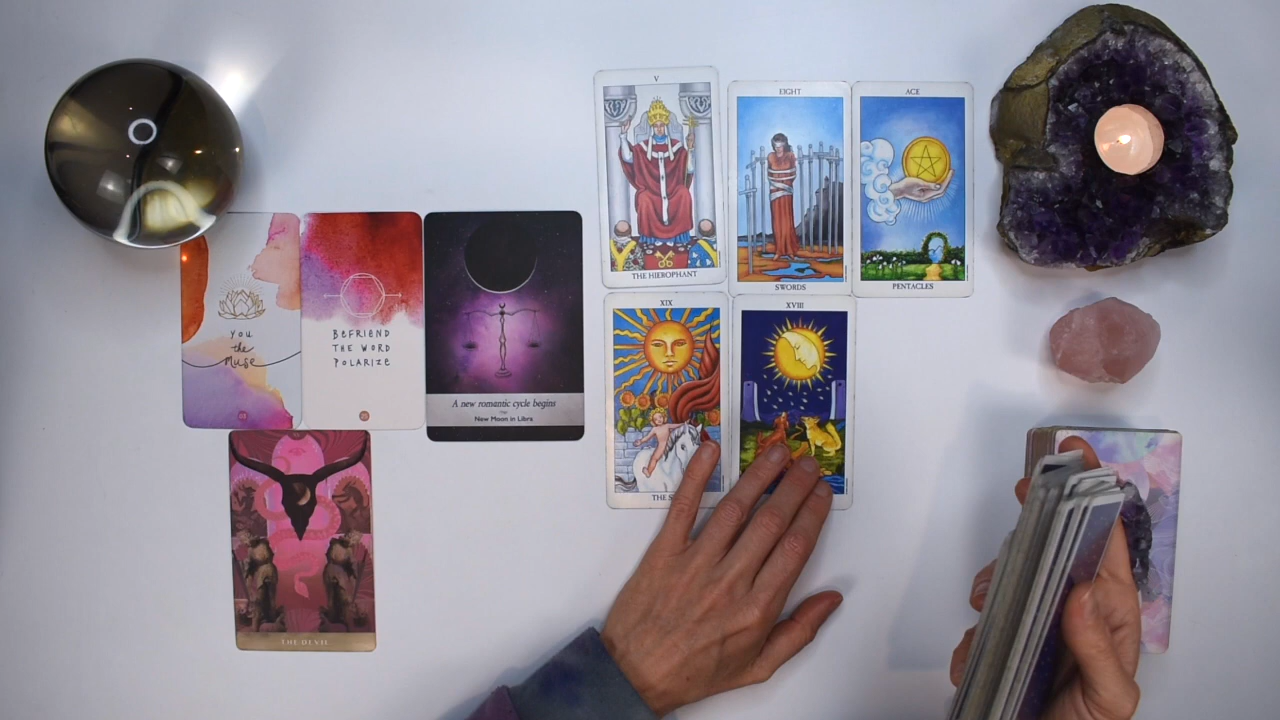 YOU
the
Muse
BEFRIEND
THE WORD
POLARIZE
A new romantic cycle begins
New Moon in Libra
THE DEVIL
V
THE HIEROPHANT
EIGHT
SWORDS
ACE
PENTACLES
XIX
THE S
XVIII